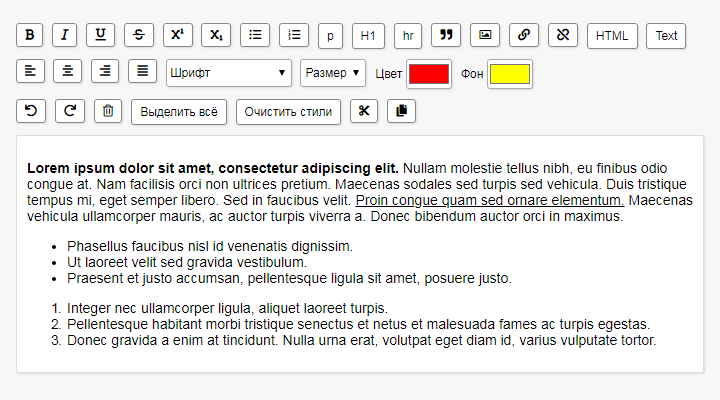 B I U S X¹ X₁ p H1 hr HTML Text
Шрифт Размер Цвет Фон
Выделить всё Очистить стили
Lorem ipsum dolor sit amet, consectetur adipiscing elit. Nullam molestie tellus nibh, eu finibus odio
congue at. Nam facilisis orci non ultrices pretium. Maecenas sodales sed turpis sed vehicula. Duis tristique
tempus mi, eget semper libero. Sed in faucibus velit. Proin congue quam sed ornare elementum. Maecenas
vehicula ullamcorper mauris, ac auctor turpis viverra a. Donec bibendum auctor orci in maximus.
• Phasellus faucibus nisl id venenatis dignissim.
• Ut laoreet velit sed gravida vestibulum.
• Praesent et justo accumsan, pellentesque ligula sit amet, posuere justo.
1. Integer nec ullamcorper ligula, aliquet laoreet turpis.
2. Pellentesque habitant morbi tristique senectus et netus et malesuada fames ac turpis egestas.
3. Donec gravida a enim at tincidunt. Nulla urna erat, volutpat eget diam id, varius vulputate tortor.